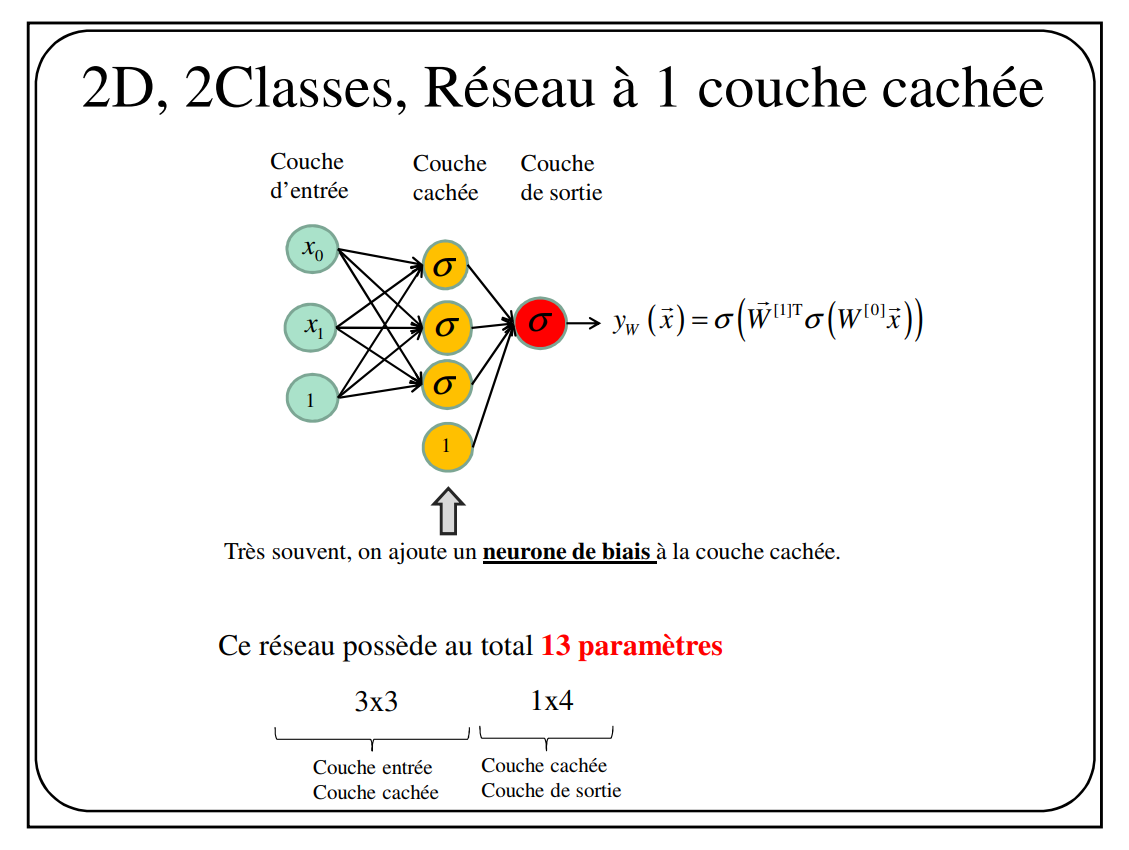 2D, 2Classes, Réseau à 1 couche cachée
Couche
d'entrée
Couche
cachée
Couche
de sortie
x₀
x₁
1
σ
σ
σ
1
σ
y_W (x⃗) = σ(W⃗^[1]T σ(W^[0] x⃗))
Très souvent, on ajoute un neurone de biais à la couche cachée.
Ce réseau possède au total 13 paramètres
3x3
1x4
Couche entrée
Couche cachée
Couche cachée
Couche de sortie